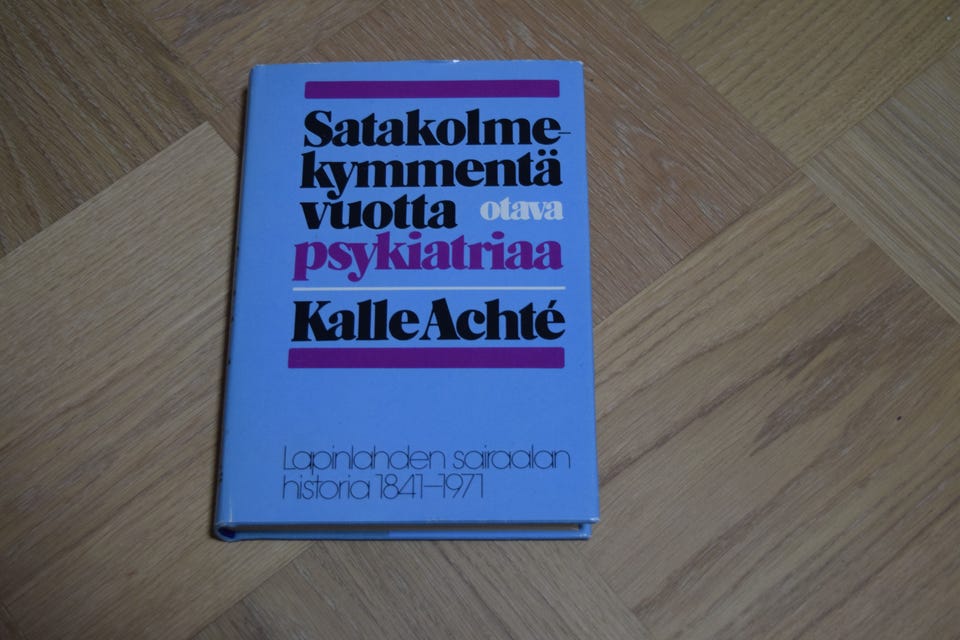 Satakolme-
kymmentä
vuotta otava
psykiatriaa
Kalle Achté
Lapinlahden sairaalan
historia 1841–1971